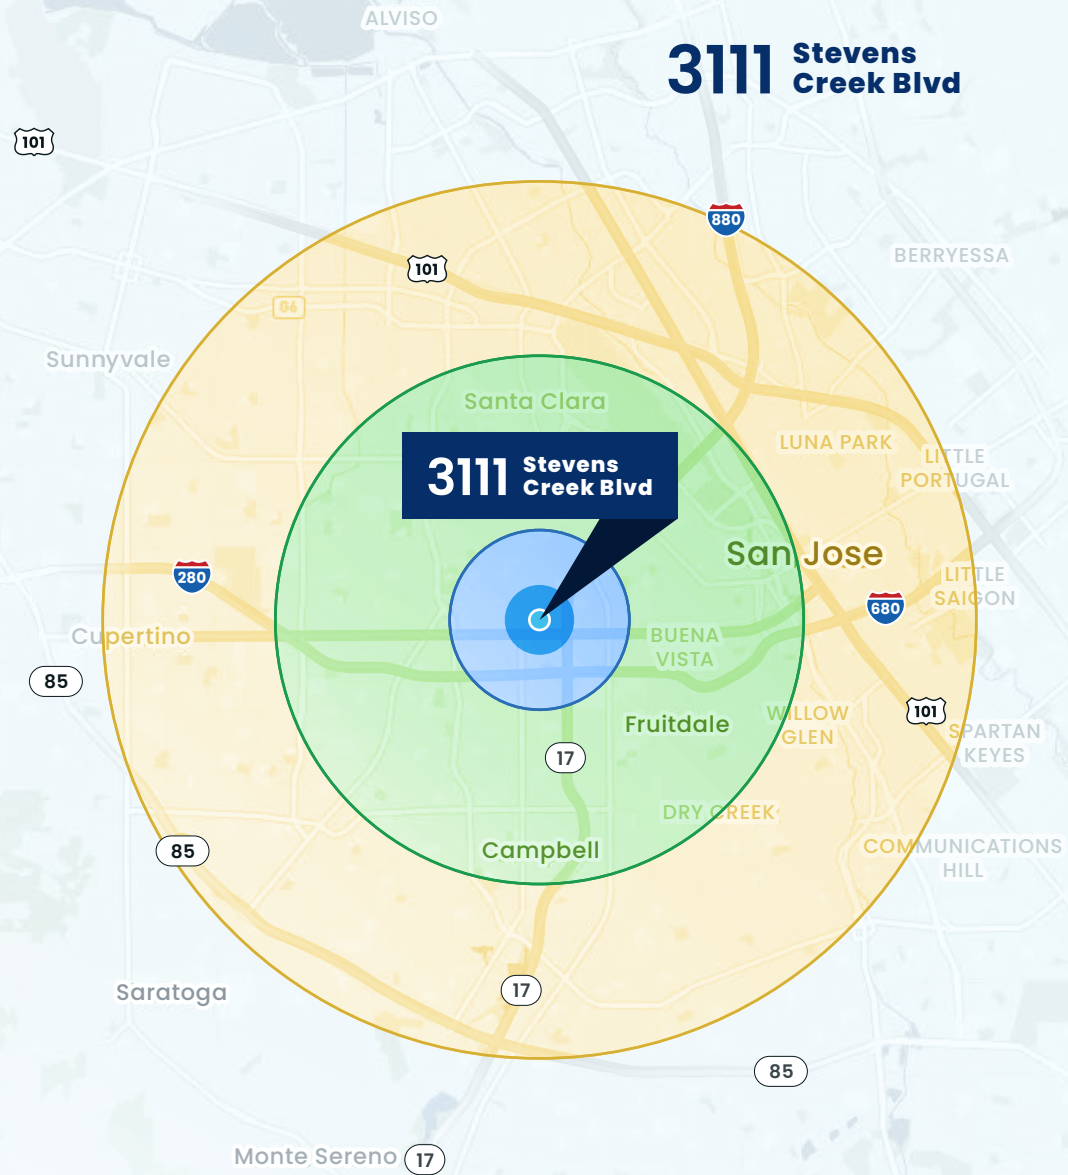 ALVISO
3111 Stevens
Creek Blvd
101
880
BERRYESSA
101
G6
Sunnyvale
Santa Clara
LUNA PARK
LITTLE
PORTUGAL
3111 Stevens
Creek Blvd
San Jose
280
LITTLE
SAIGON
680
Cupertino
BUENA
VISTA
85
WILLOW
GLEN
101
Fruitdale
SPARTAN
KEYES
17
DRY CREEK
85
Campbell
COMMUNICATIONS
HILL
Saratoga
17
85
Monte Sereno
17